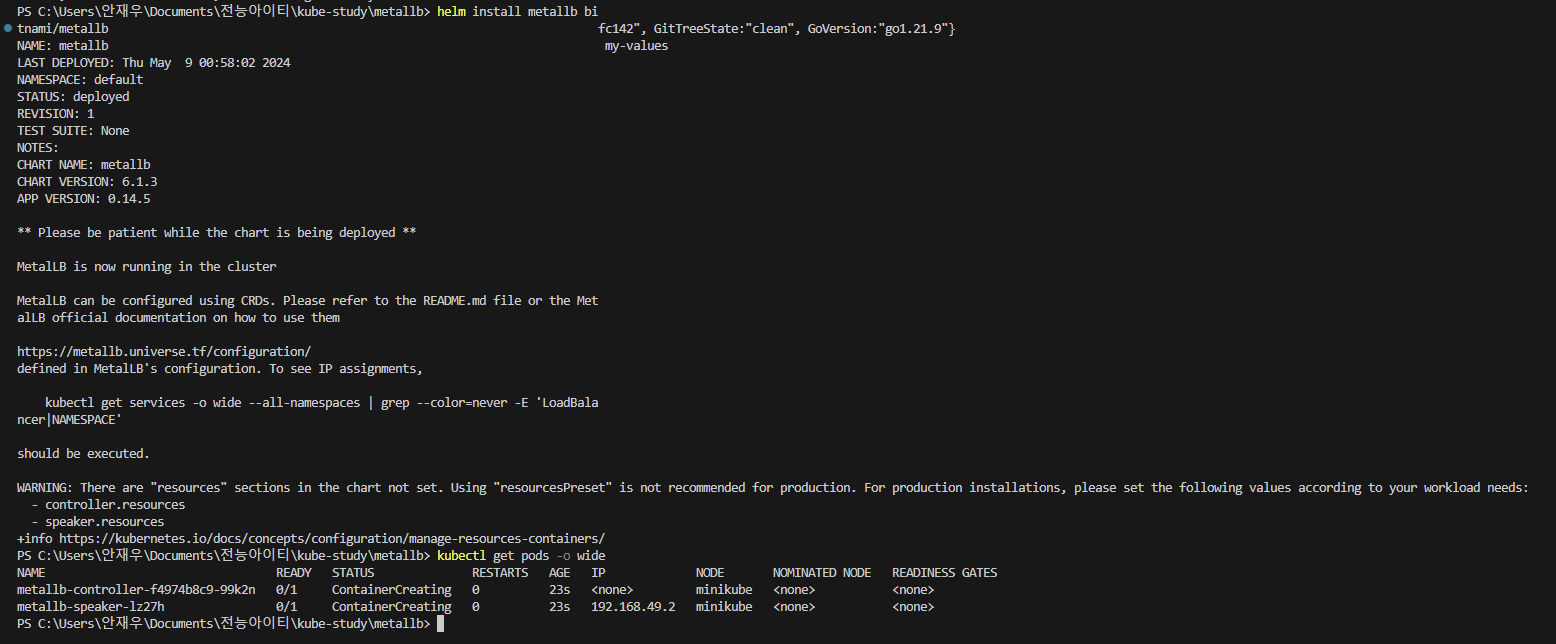 PS C:\Users\안재우\Documents\전능아이티\kube-study\metallb> helm install metallb bi
tnami/metallb fc142", GitTreeState:"clean", GoVersion:"go1.21.9"}
NAME: metallb my-values
LAST DEPLOYED: Thu May  9 00:58:02 2024
NAMESPACE: default
STATUS: deployed
REVISION: 1
TEST SUITE: None
NOTES:
CHART NAME: metallb
CHART VERSION: 6.1.3
APP VERSION: 0.14.5
** Please be patient while the chart is being deployed **
MetalLB is now running in the cluster
MetalLB can be configured using CRDs. Please refer to the README.md file or the Met
alLB official documentation on how to use them
https://metallb.universe.tf/configuration/
defined in MetalLB's configuration. To see IP assignments,
kubectl get services -o wide --all-namespaces | grep --color=never -E 'LoadBala
ncer|NAMESPACE'
should be executed.
WARNING: There are "resources" sections in the chart not set. Using "resourcesPreset" is not recommended for production. For production installations, please set the following values according to your workload needs:
- controller.resources
- speaker.resources
+info https://kubernetes.io/docs/concepts/configuration/manage-resources-containers/
PS C:\Users\안재우\Documents\전능아이티\kube-study\metallb> kubectl get pods -o wide
NAME READY STATUS RESTARTS AGE IP NODE NOMINATED NODE READINESS GATES
metallb-controller-f4974b8c9-99k2n 0/1 ContainerCreating 0 23s <none> minikube <none> <none>
metallb-speaker-lz27h 0/1 ContainerCreating 0 23s 192.168.49.2 minikube <none> <none>
PS C:\Users\안재우\Documents\전능아이티\kube-study\metallb>